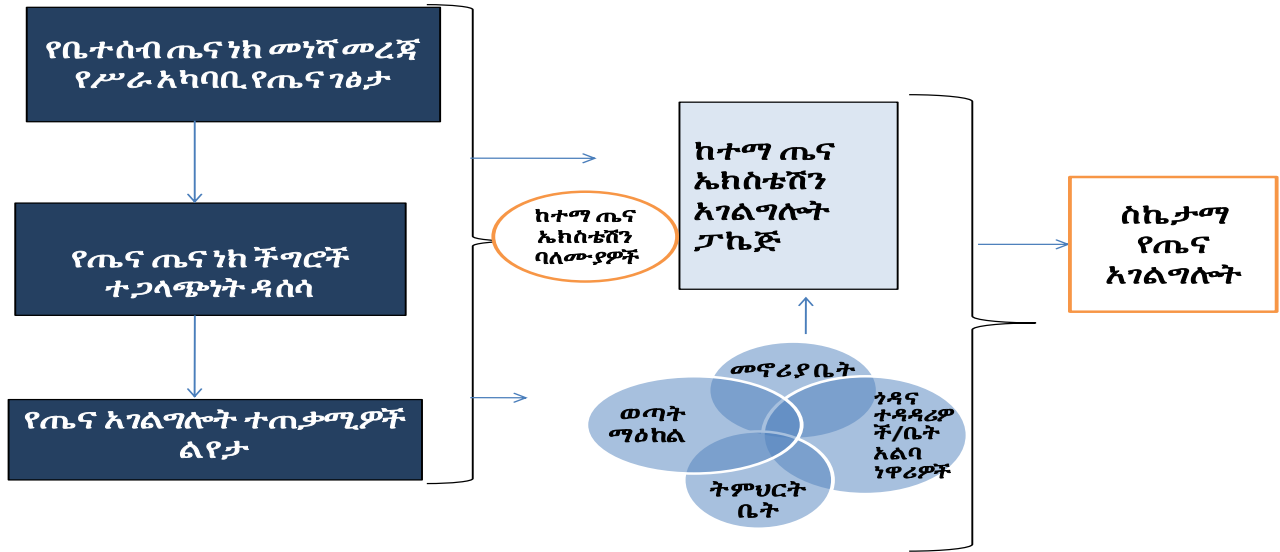 የቤተሰብ ጤና ነክ መነሻ መረጃ
የሥራ አካባቢ የጤና ገፅታ
የጤና ጤና ነክ ችግሮች
ተጋላጭነት ዳሰሳ
የጤና አገልግሎት ተጠቃሚዎች
ልየታ
ከተማ ጤና
ኤክስቴሽን
ባለሙያዎች
ከተማ ጤና
ኤክስቴሽን
አገልግሎት
ፓኬጅ
መኖሪያ ቤት
ወጣት
ማዕከል
ጎዳና
ተዳዳሪዎ
ች/ቤት
አልባ
ነዋሪዎች
ትምህርት
ቤት
ስኬታማ
የጤና
አገልግሎት